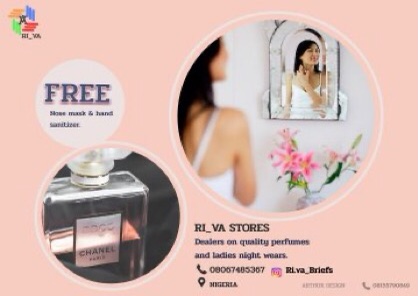 RI_VA
FREE
Nose mask & hand
sanitizer.
CHANEL
PARIS
RI_VA STORES
Dealers on quality perfumes
and ladies night wears.
08067485367 Ri.va_Briefs
NIGERIA